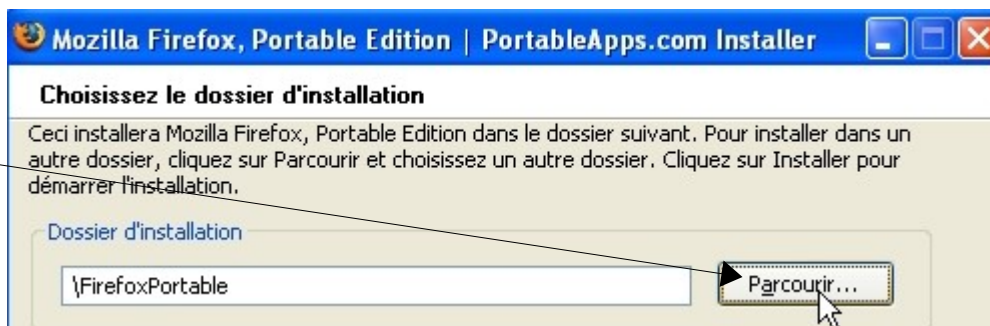 Mozilla Firefox, Portable Edition | PortableApps.com Installer
Choisissez le dossier d'installation
Ceci installera Mozilla Firefox, Portable Edition dans le dossier suivant. Pour installer dans un
autre dossier, cliquez sur Parcourir et choisissez un autre dossier. Cliquez sur Installer pour
démarrer l'installation.
Dossier d'installation
\FirefoxPortable
Parcourir...